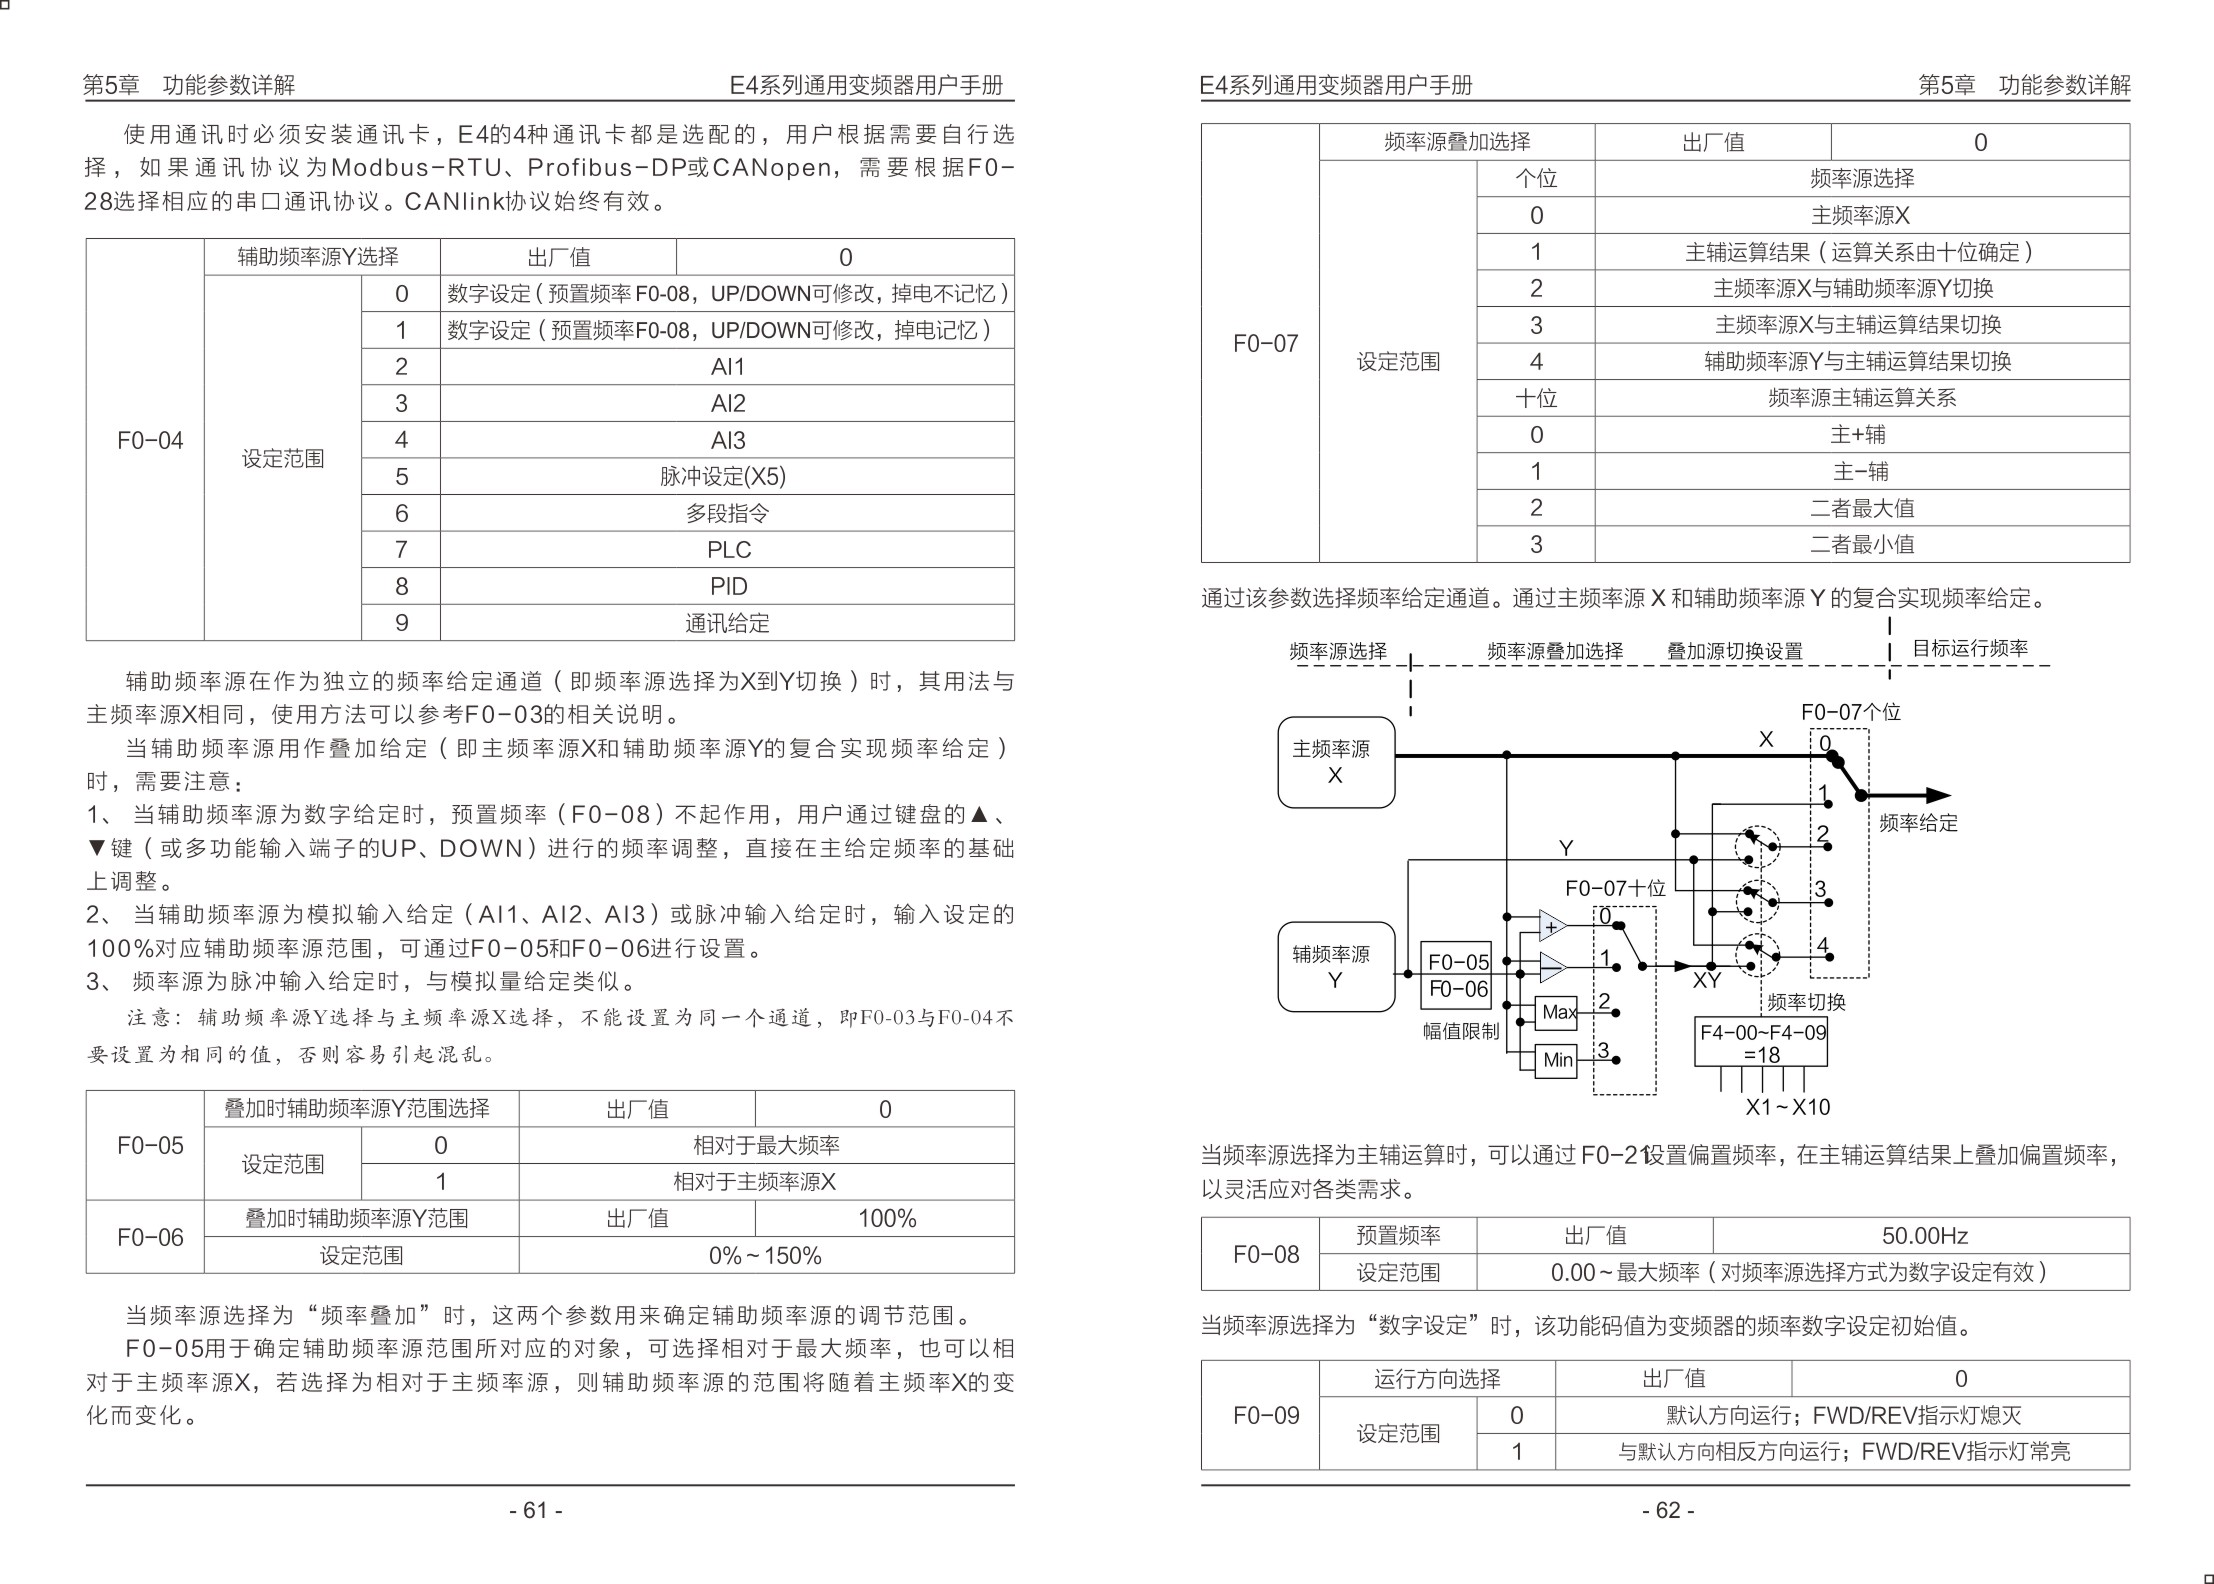 第5章 功能参数详解 E4系列通用变频器用户手册
使用通讯时必须安装通讯卡，E4的4种通讯卡都是选配的，用户根据需要自行选
择，如果通讯协议为Modbus-RTU、Profibus-DP或CANopen，需要根据F0-
28选择相应的串口通讯协议。CANlink协议始终有效。
F0-04
辅助频率源Y选择 出厂值 0
设定范围
0 数字设定（预置频率F0-08，UP/DOWN可修改，掉电不记忆）
1 数字设定（预置频率F0-08，UP/DOWN可修改，掉电记忆）
2 AI1
3 AI2
4 AI3
5 脉冲设定(X5)
6 多段指令
7 PLC
8 PID
9 通讯给定
辅助频率源在作为独立的频率给定通道（即频率源选择为X到Y切换）时，其用法与
主频率源X相同，使用方法可以参考F0-03的相关说明。
当辅助频率源用作叠加给定（即主频率源X和辅助频率源Y的复合实现频率给定）
时，需要注意：
1、 当辅助频率源为数字给定时，预置频率（F0-08）不起作用，用户通过键盘的▲、
▼键（或多功能输入端子的UP、DOWN）进行的频率调整，直接在主给定频率的基础
上调整。
2、 当辅助频率源为模拟输入给定（AI1、AI2、AI3）或脉冲输入给定时，输入设定的
100%对应辅助频率源范围，可通过F0-05和F0-06进行设置。
3、 频率源为脉冲输入给定时，与模拟量给定类似。
注意：辅助频率源Y选择与主频率源X选择，不能设置为同一个通道，即F0-03与F0-04不
要设置为相同的值，否则容易引起混乱。
F0-05
叠加时辅助频率源Y范围选择 出厂值 0
设定范围
0 相对于最大频率
1 相对于主频率源X
F0-06
叠加时辅助频率源Y范围 出厂值 100%
设定范围 0%~150%
当频率源选择为“频率叠加”时，这两个参数用来确定辅助频率源的调节范围。
F0-05用于确定辅助频率源范围所对应的对象，可选择相对于最大频率，也可以相
对于主频率源X，若选择为相对于主频率源，则辅助频率源的范围将随着主频率X的变
化而变化。
- 61 -
E4系列通用变频器用户手册 第5章 功能参数详解
F0-07
频率源叠加选择 出厂值 0
设定范围
个位 频率源选择
0 主频率源X
1 主辅运算结果（运算关系由十位确定）
2 主频率源X与辅助频率源Y切换
3 主频率源X与主辅运算结果切换
4 辅助频率源Y与主辅运算结果切换
十位 频率源主辅运算关系
0 主+辅
1 主-辅
2 二者最大值
3 二者最小值
通过该参数选择频率给定通道。通过主频率源 X 和辅助频率源 Y 的复合实现频率给定。
频率源选择 频率源叠加选择 叠加源切换设置 目标运行频率
F0-07个位
主频率源
X
X
0
1
频率给定
2
Y
F0-07十位
3
0
+
4
辅频率源
Y
F0-05
F0-06
幅值限制
−
1
XY
频率切换
Max
2
F4-00~F4-09
=18
Min
3
X1~X10
当频率源选择为主辅运算时，可以通过 F0-21设置偏置频率，在主辅运算结果上叠加偏置频率，
以灵活应对各类需求。
F0-08
预置频率 出厂值 50.00Hz
设定范围 0.00~最大频率（对频率源选择方式为数字设定有效）
当频率源选择为“数字设定”时，该功能码值为变频器的频率数字设定初始值。
F0-09
运行方向选择 出厂值 0
设定范围
0 默认方向运行；FWD/REV指示灯熄灭
1 与默认方向相反方向运行；FWD/REV指示灯常亮
- 62 -